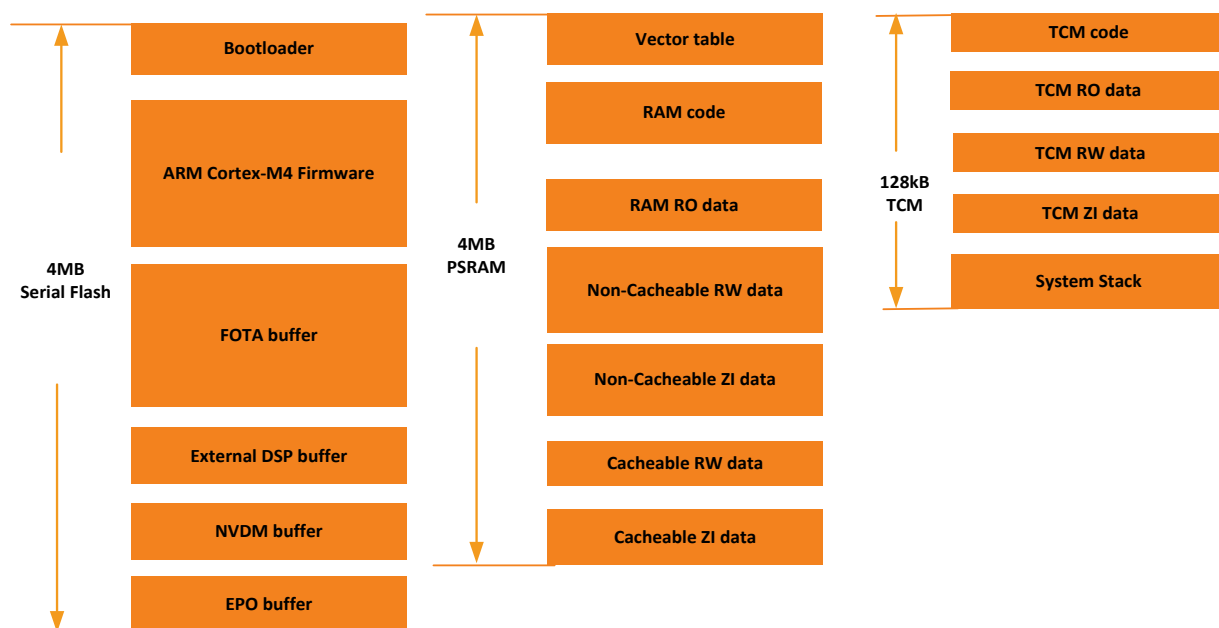 Bootloader
ARM Cortex-M4 Firmware
4MB
Serial Flash
FOTA buffer
External DSP buffer
NVDM buffer
EPO buffer
Vector table
RAM code
RAM RO data
4MB
PSRAM
Non-Cacheable RW data
Non-Cacheable ZI data
Cacheable RW data
Cacheable ZI data
TCM code
TCM RO data
TCM RW data
128kB
TCM
TCM ZI data
System Stack